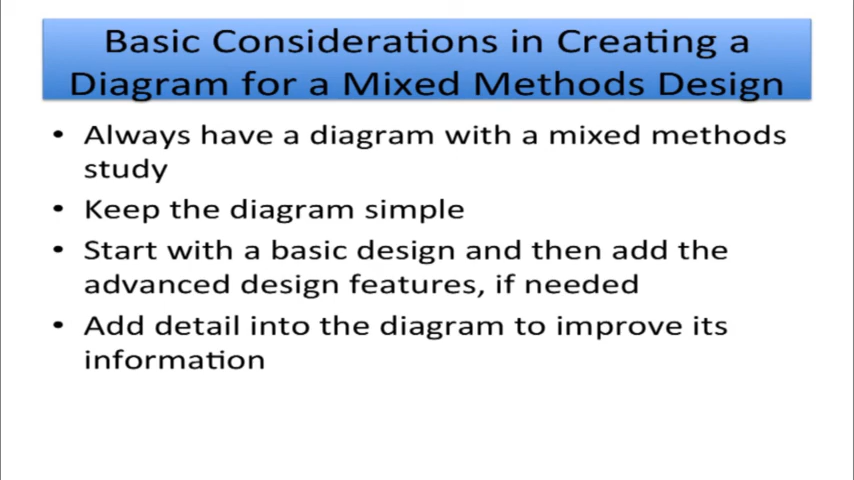 Basic Considerations in Creating a
Diagram for a Mixed Methods Design
• Always have a diagram with a mixed methods
study
• Keep the diagram simple
• Start with a basic design and then add the
advanced design features, if needed
• Add detail into the diagram to improve its
information